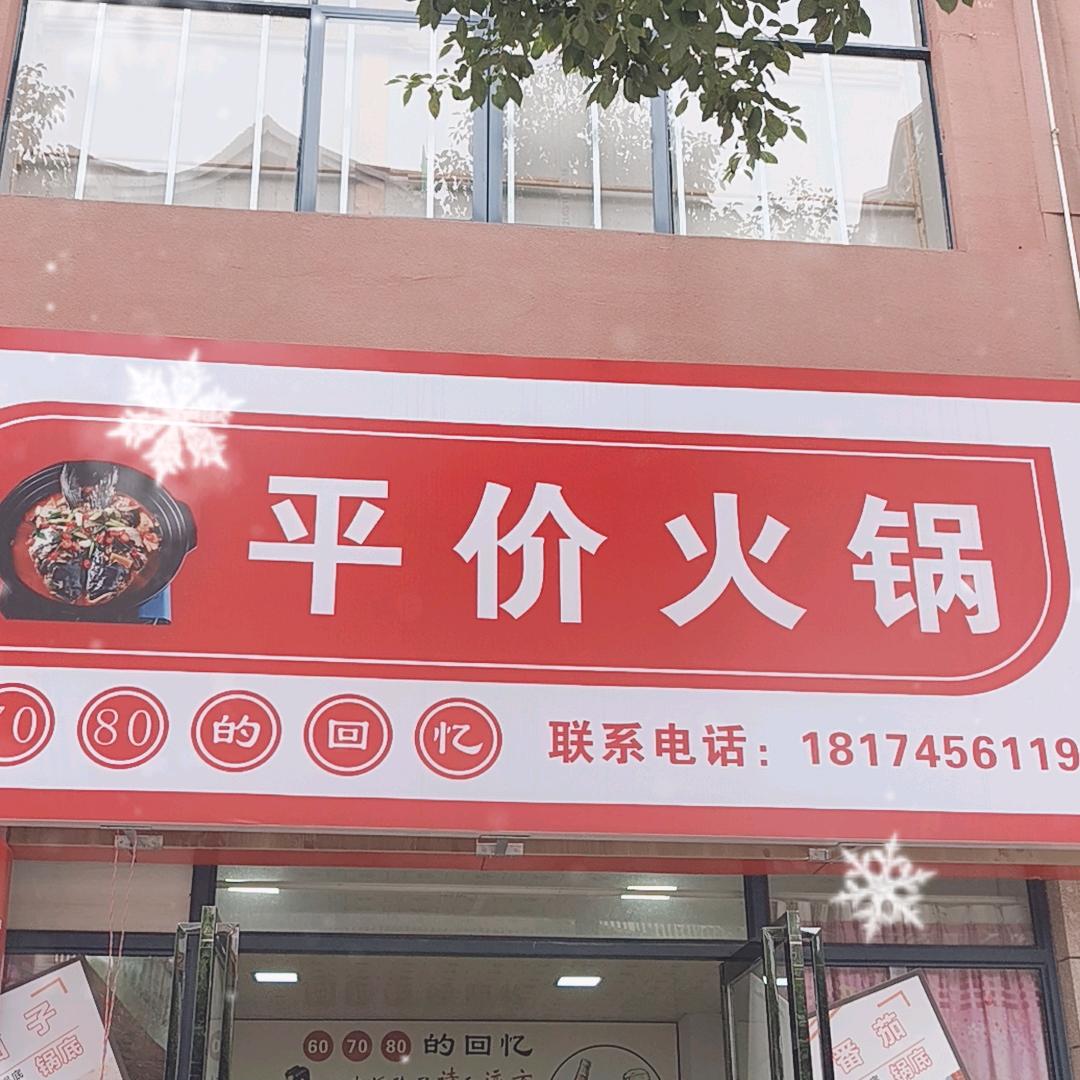 平价火锅
70 80 的回忆
联系电话：18174561119
60 70 80 的回忆
子
锅底
番茄
锅底